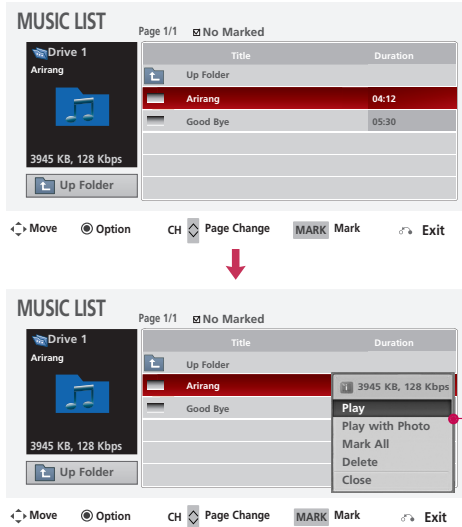 MUSIC LIST
Page 1/1 No Marked
Drive 1
Arirang
3945 KB, 128 Kbps
Up Folder
Title Duration
Up Folder
Arirang 04:12
Good Bye 05:30
Move Option CH Page Change MARK Mark Exit
MUSIC LIST
Page 1/1 No Marked
Drive 1
Arirang
3945 KB, 128 Kbps
Up Folder
Title Duration
Up Folder
Arirang
Good Bye
3945 KB, 128 Kbps
Play
Play with Photo
Mark All
Delete
Close
Move Option CH Page Change MARK Mark Exit